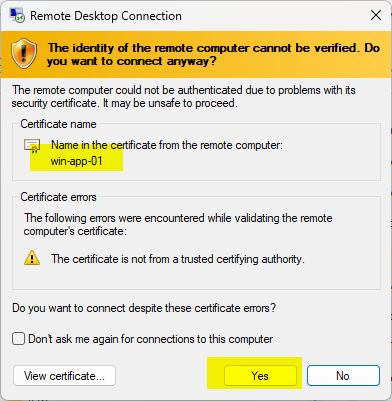 Remote Desktop Connection
The identity of the remote computer cannot be verified. Do
you want to connect anyway?
The remote computer could not be authenticated due to problems with its
security certificate. It may be unsafe to proceed.
Certificate name
Name in the certificate from the remote computer:
win-app-01
Certificate errors
The following errors were encountered while validating the remote
computer's certificate:
The certificate is not from a trusted certifying authority.
Do you want to connect despite these certificate errors?
Don't ask me again for connections to this computer
View certificate... Yes No